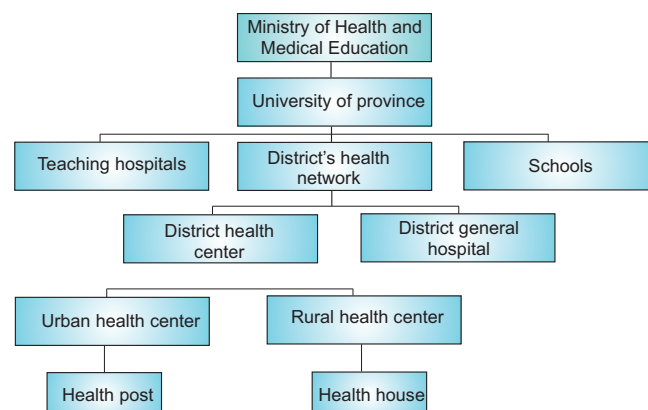 Ministry of Health and
Medical Education
University of province
Teaching hospitals
District's health
network
Schools
District health
center
District general
hospital
Urban health center
Rural health center
Health post
Health house